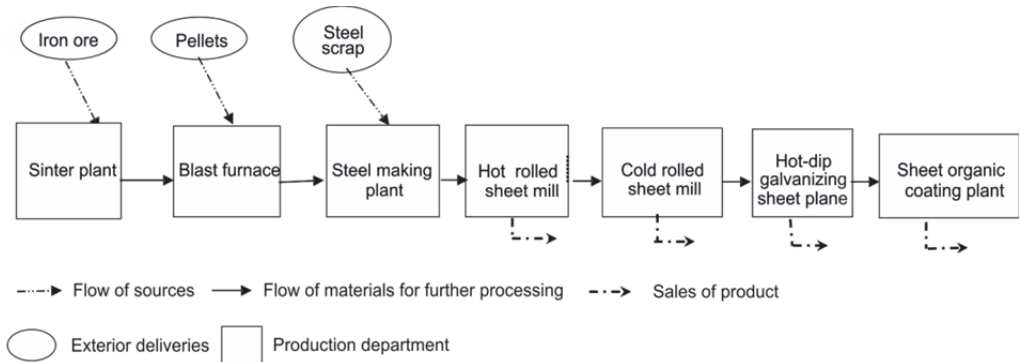 Iron ore
Pellets
Steel
scrap
Sinter plant
Blast furnace
Steel making
plant
Hot rolled
sheet mill
Cold rolled
sheet mill
Hot-dip
galvanizing
sheet plane
Sheet organic
coating plant
Flow of sources
Flow of materials for further processing
Sales of product
Exterior deliveries
Production department